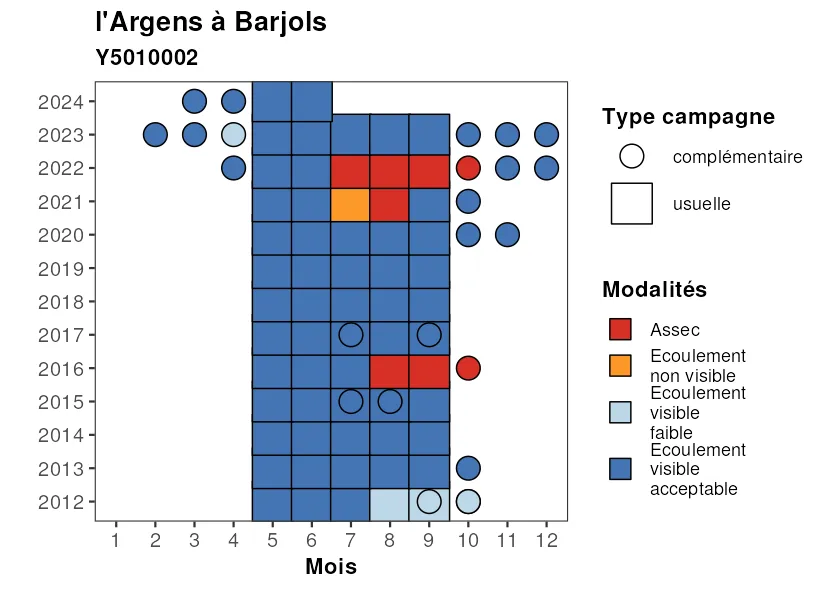 l'Argens à Barjols
Y5010002
2024
2023
2022
2021
2020
2019
2018
2017
2016
2015
2014
2013
2012
1 2 3 4 5 6 7 8 9 10 11 12
Mois
Type campagne
complémentaire
usuelle
Modalités
Assec
Ecoulement
non visible
Ecoulement
visible
faible
Ecoulement
visible
acceptable